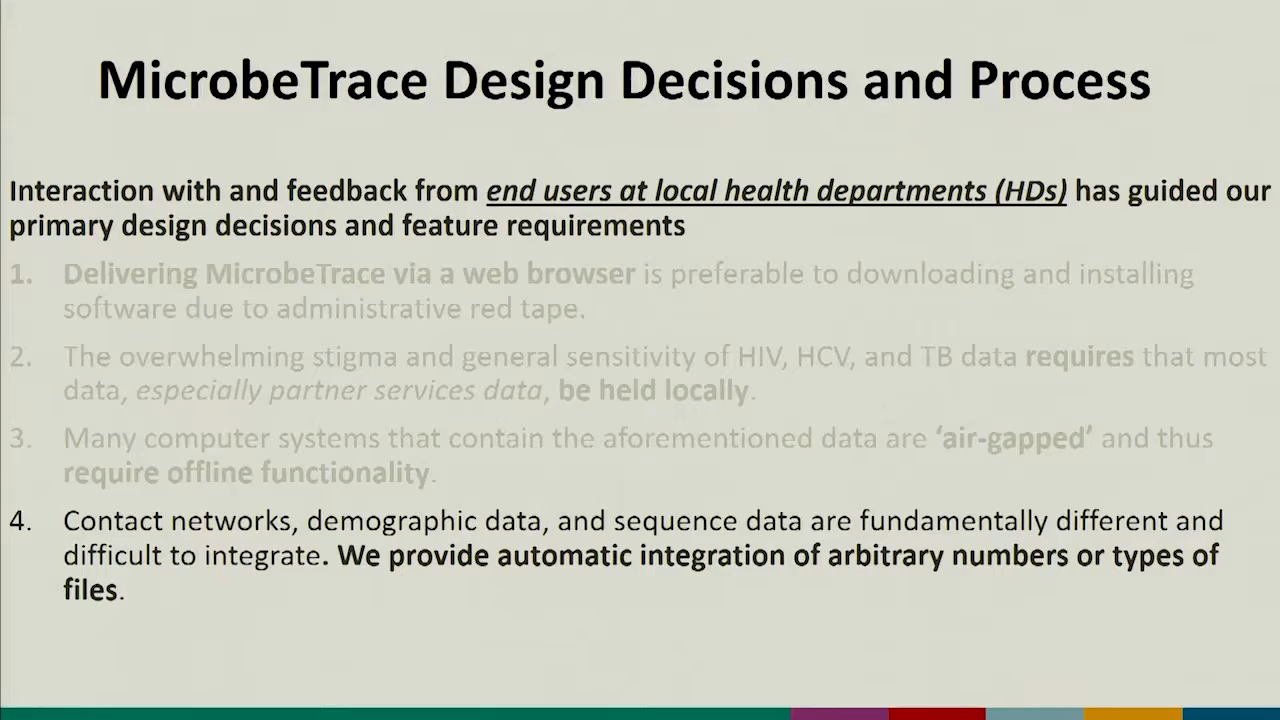 MicrobeTrace Design Decisions and Process
Interaction with and feedback from end users at local health departments (HDs) has guided our
primary design decisions and feature requirements
1. Delivering MicrobeTrace via a web browser is preferable to downloading and installing
software due to administrative red tape.
2. The overwhelming stigma and general sensitivity of HIV, HCV, and TB data requires that most
data, especially partner services data, be held locally.
3. Many computer systems that contain the aforementioned data are ‘air-gapped’ and thus
require offline functionality.
4. Contact networks, demographic data, and sequence data are fundamentally different and
difficult to integrate. We provide automatic integration of arbitrary numbers or types of
files.